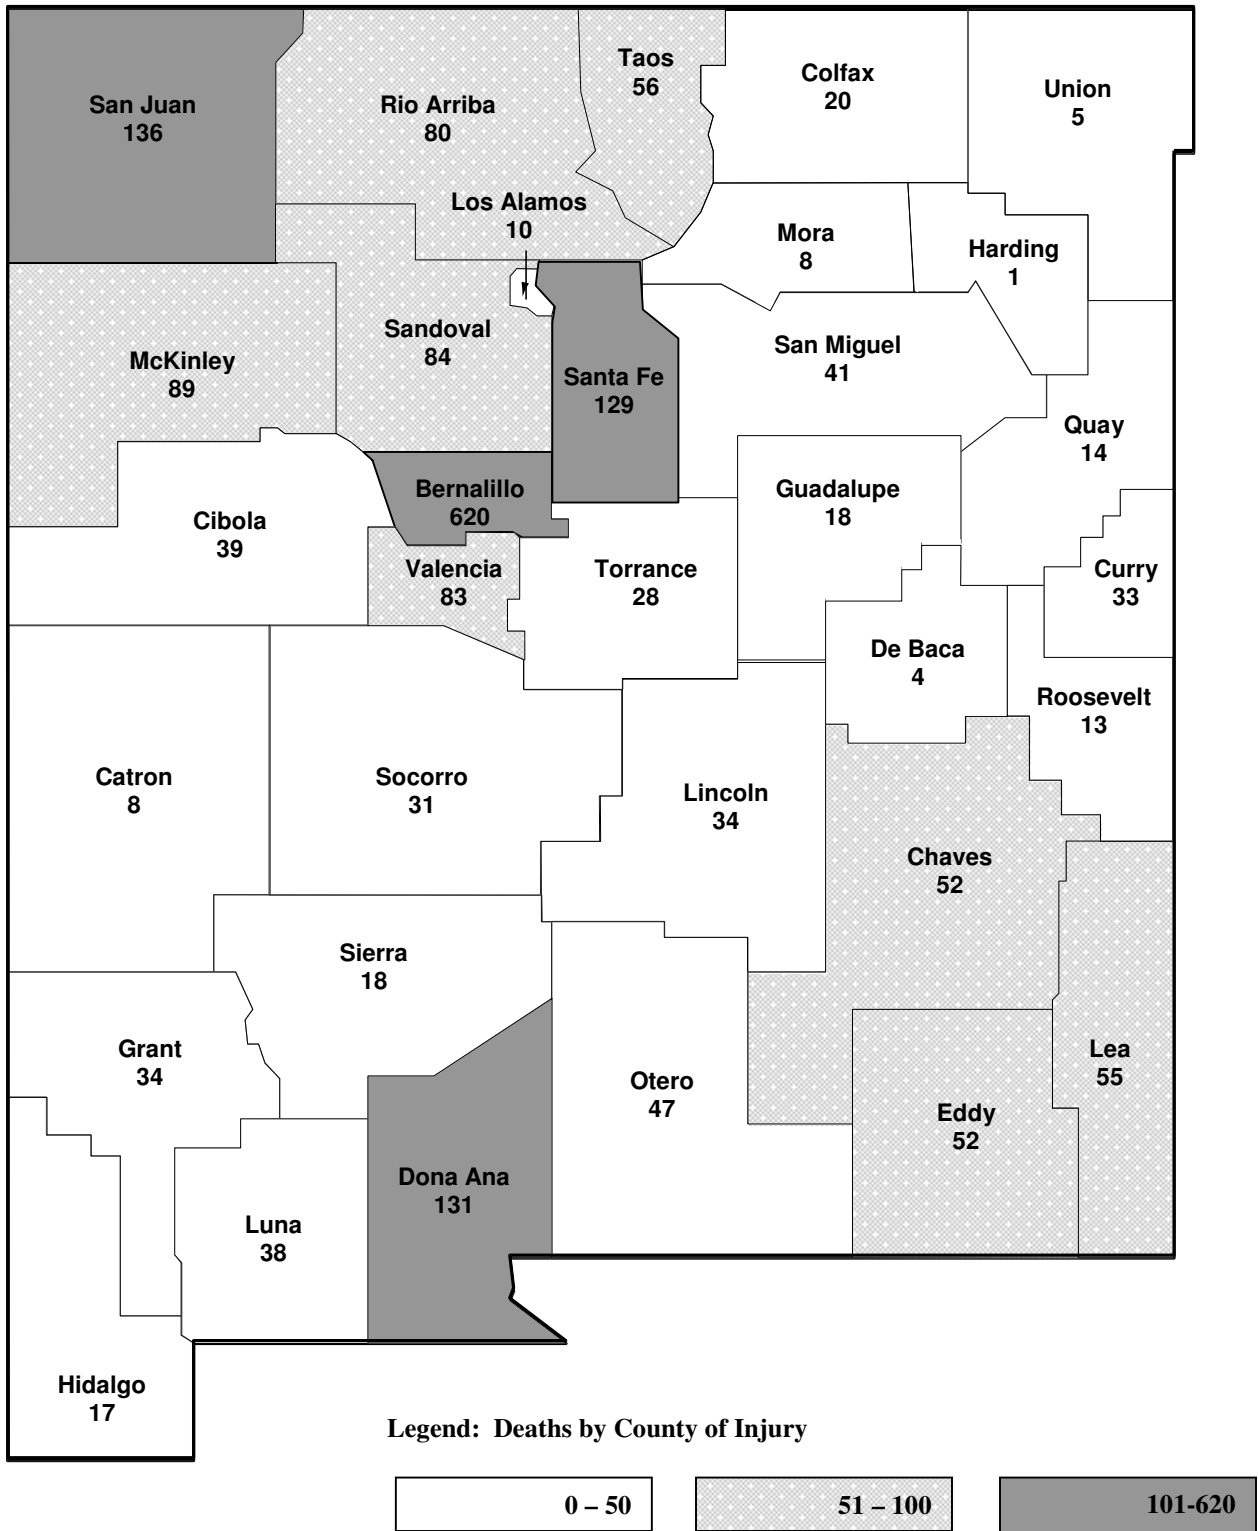 San Juan
136
Rio Arriba
80
Taos
56
Colfax
20
Union
5
Los Alamos
10
Mora
8
Harding
1
McKinley
89
Sandoval
84
Santa Fe
129
San Miguel
41
Quay
14
Cibola
39
Bernalillo
620
Guadalupe
18
Valencia
83
Torrance
28
Curry
33
De Baca
4
Roosevelt
13
Catron
8
Socorro
31
Lincoln
34
Chaves
52
Sierra
18
Grant
34
Otero
47
Lea
55
Eddy
52
Dona Ana
131
Luna
38
Hidalgo
17
Legend: Deaths by County of Injury
0 – 50
51 – 100
101-620